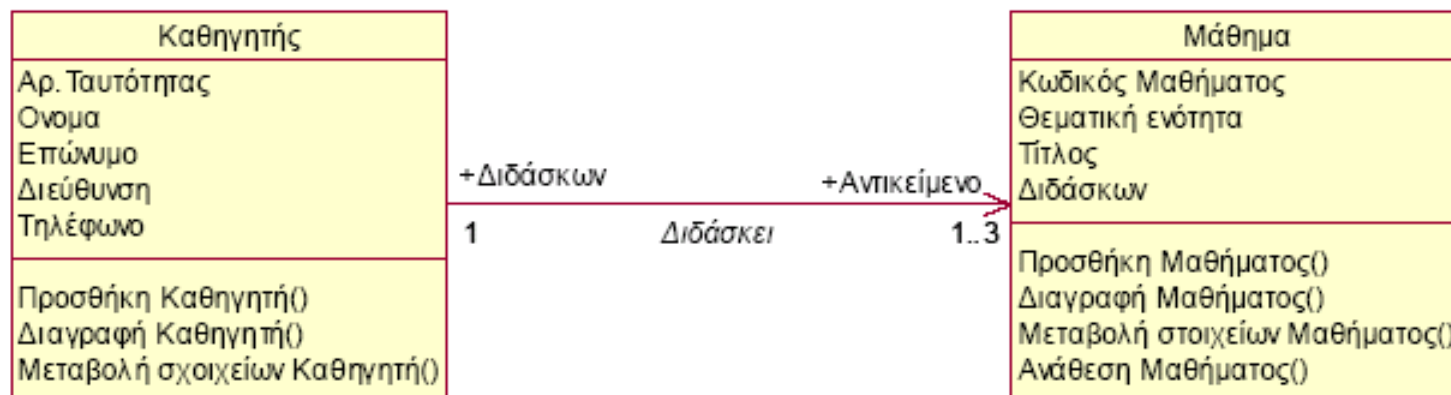 Καθηγητής
Αρ. Ταυτότητας
Ονομα
Επώνυμο
Διεύθυνση
Τηλέφωνο
Προσθήκη Καθηγητή()
Διαγραφή Καθηγητή()
Μεταβολή σχοιχείων Καθηγητή()
+Διδάσκων
+Αντικείμενο
1
Διδάσκει
1..3
Μάθημα
Κωδικός Μαθήματος
Θεματική ενότητα
Τίτλος
Διδάσκων
Προσθήκη Μαθήματος()
Διαγραφή Μαθήματος()
Μεταβολή στοιχείων Μαθήματος()
Ανάθεση Μαθήματος()